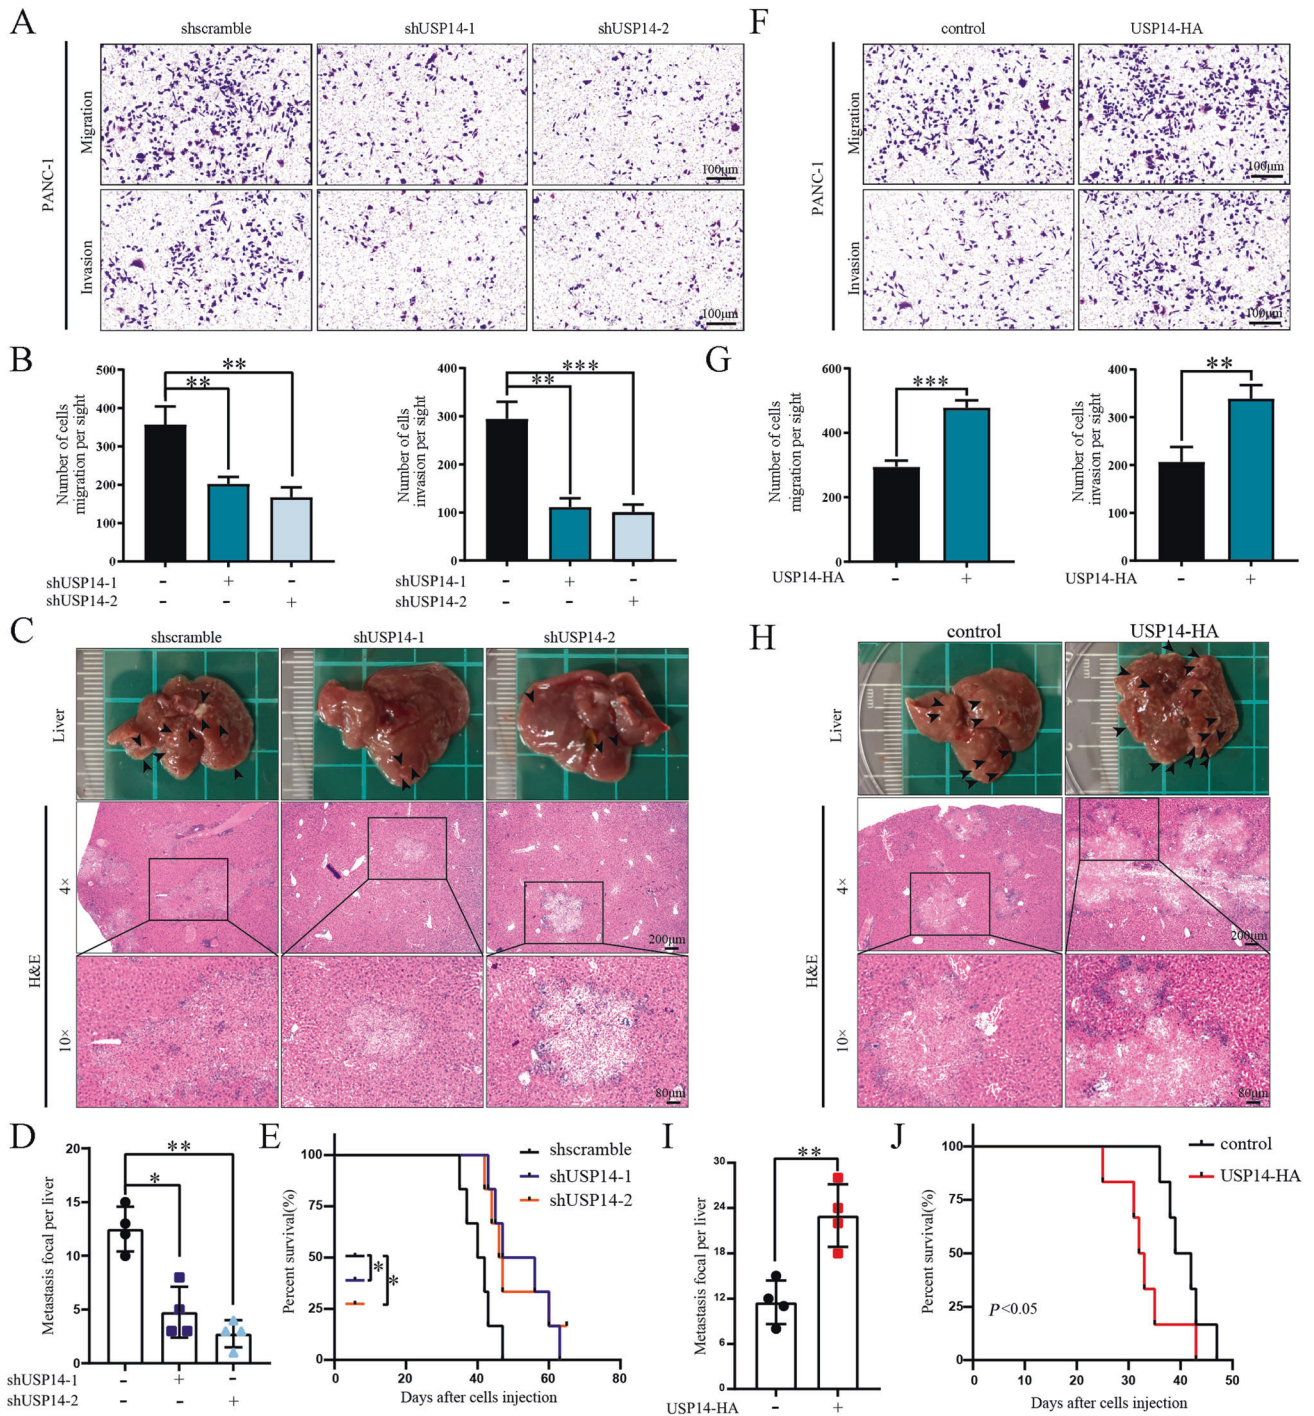 A
shscramble
shUSP14-1
shUSP14-2
PANC-1
Migration
100μm
Invasion
100μm
B
Number of cells
migration per sight
500
400
300
200
100
0
**
**
shUSP14-1
- + -
shUSP14-2
- - +
Number of cells
invasion per sight
400
300
200
100
0
**
***
shUSP14-1
- + -
shUSP14-2
- - +
C
shscramble
shUSP14-1
shUSP14-2
Liver
H&E
4×
200μm
10×
80μm
D
Metastasis focal per liver
20
15
10
5
0
*
**
shUSP14-1
- + -
shUSP14-2
- - +
E
Percent survival(%)
100
75
50
25
0
0 20 40 60 80
Days after cells injection
shscramble
shUSP14-1
shUSP14-2
*
*
F
control
USP14-HA
PANC-1
Migration
100μm
Invasion
100μm
G
Number of cells
migration per sight
600
400
200
0
***
USP14-HA
- +
Number of cells
invasion per sight
400
300
200
100
0
**
USP14-HA
- +
H
control
USP14-HA
Liver
H&E
4×
200μm
10×
80μm
I
Metastasis focal per liver
30
24
18
12
6
0
**
USP14-HA
- +
J
Percent survival(%)
100
75
50
25
0
0 10 20 30 40 50
Days after cells injection
control
USP14-HA
P<0.05